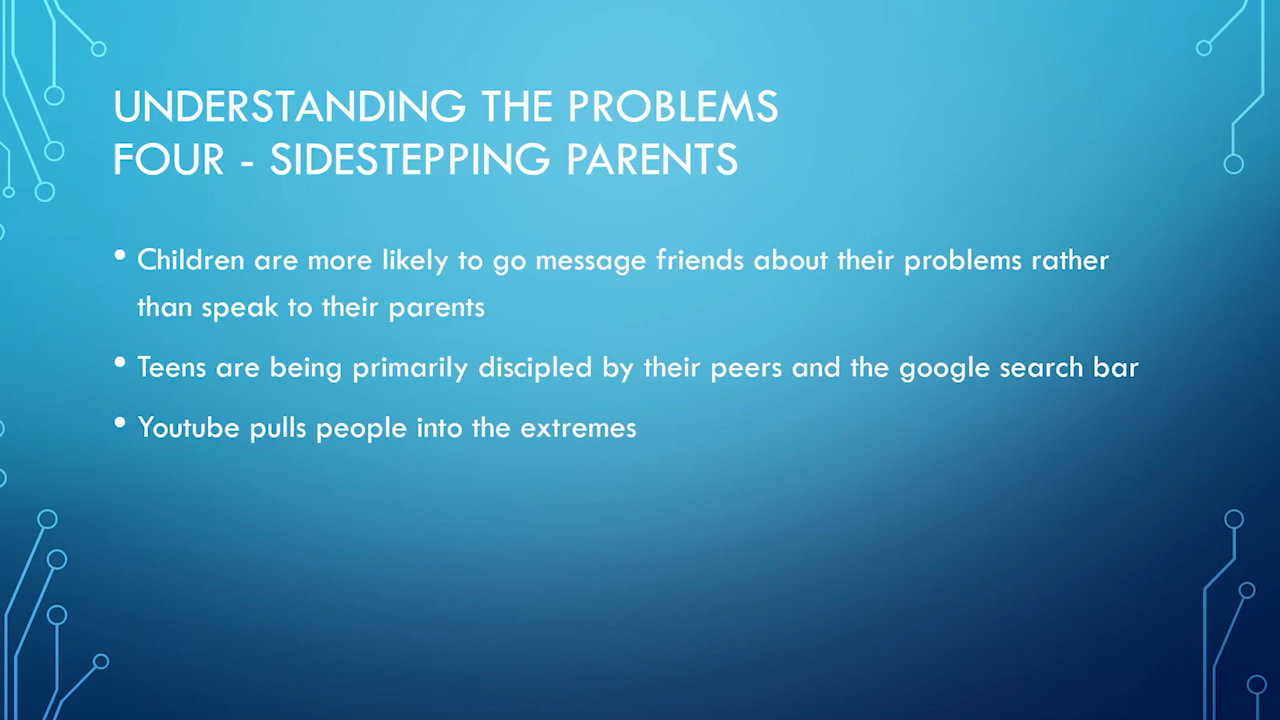 UNDERSTANDING THE PROBLEMS
FOUR - SIDESTEPPING PARENTS
• Children are more likely to go message friends about their problems rather
than speak to their parents
• Teens are being primarily discipled by their peers and the google search bar
• Youtube pulls people into the extremes